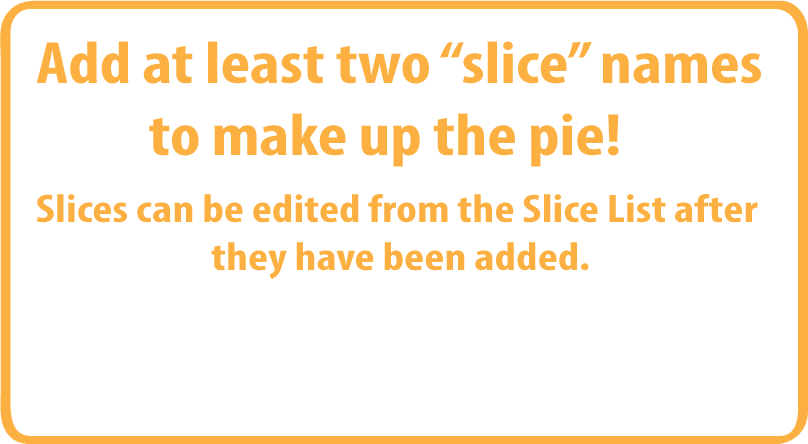 Add at least two “slice” names
to make up the pie!
Slices can be edited from the Slice List after
they have been added.